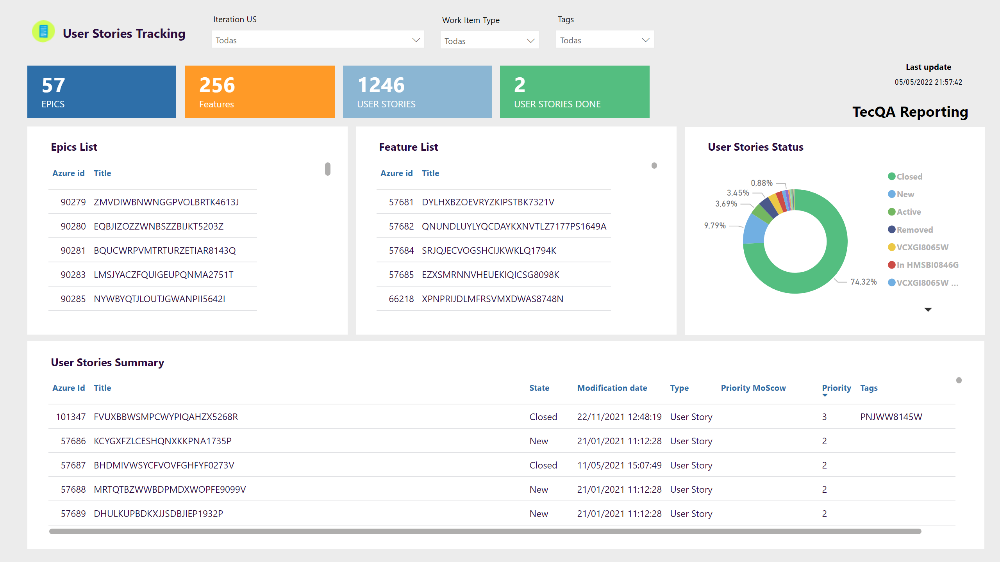 User Stories Tracking
Iteration US
Todas
Work Item Type
Todas
Tags
Todas
57
EPICS
256
Features
1246
USER STORIES
2
USER STORIES DONE
Last update
05/05/2022 21:57:42
TecQA Reporting
Epics List
Azure id Title
90279 ZMVDIWBNWNGGPVOLBRTK4613J
90280 EQBJIZOZZWNBSZZBIJKT5203Z
90281 BQUCWRPVMTRTURZETIAR8143Q
90283 LMSJYACZFQUIGEUPQNMA2751T
90285 NYWBYQTJLOUTJGWANPII5642I
Feature List
Azure id Title
57681 DYLHXBZOEVRYZKIPSTBK7321V
57682 QNUNDLUYLYQCDAYKXNVTLZ7177PS1649A
57684 SRJQJECVOGSHCIJKWKLQ1794K
57685 EZXSMRNNVHEUEKIQICSG8098K
66218 XPNPRIJDLMFRSVMXDWAS8748N
User Stories Status
0,88%
3,45%
3,69%
9,79%
74,32%
Closed
New
Active
Removed
VCXGI8065W
In HMSBI0846G
VCXGI8065W ...
User Stories Summary
Azure Id Title State Modification date Type Priority MoScow Priority Tags
101347 FVUXBBWSMPCWYPIQAHZX5268R Closed 22/11/2021 12:48:19 User Story 3 PNJWW8145W
57686 KCYGXFZLCESHQNXKKPNA1735P New 21/01/2021 11:12:28 User Story 2
57687 BHDMIVWSYCFVOVFGHFYF0273V Closed 11/05/2021 15:07:49 User Story 2
57688 MRTQTBZWWBDPMDXWOPFE9099V New 21/01/2021 11:12:28 User Story 2
57689 DHULKUPBDKXJJSDBJIEP1932P New 21/01/2021 11:12:28 User Story 2